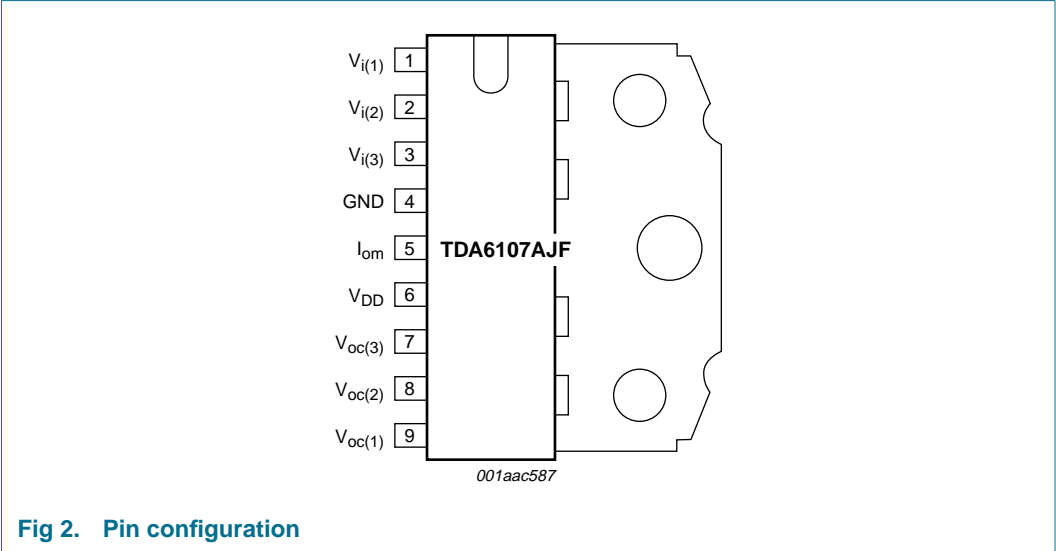 Vi(1) 1
Vi(2) 2
Vi(3) 3
GND 4
Iom 5
TDA6107AJF
VDD 6
Voc(3) 7
Voc(2) 8
Voc(1) 9
001aac587
Fig 2. Pin configuration